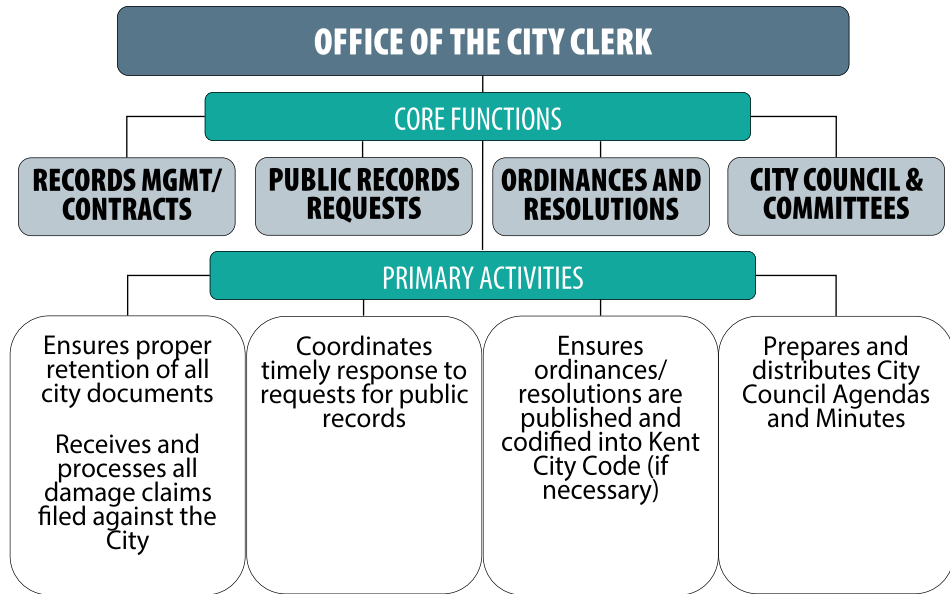 OFFICE OF THE CITY CLERK
CORE FUNCTIONS
RECORDS MGMT/
CONTRACTS
PUBLIC RECORDS
REQUESTS
ORDINANCES AND
RESOLUTIONS
CITY COUNCIL &
COMMITTEES
PRIMARY ACTIVITIES
Ensures proper
retention of all
city documents
Receives and
processes all
damage claims
filed against the
City
Coordinates
timely response to
requests for public
records
Ensures
ordinances/
resolutions are
published and
codified into Kent
City Code (if
necessary)
Prepares and
distributes City
Council Agendas
and Minutes